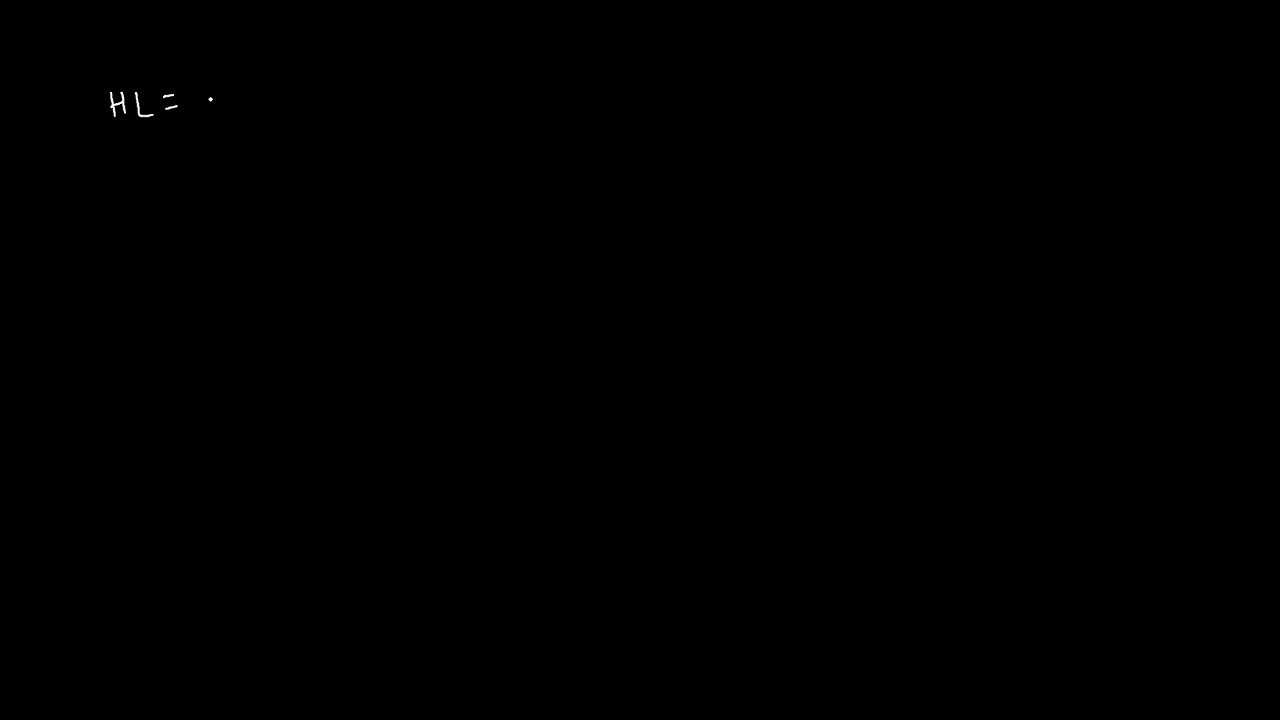 HL = .